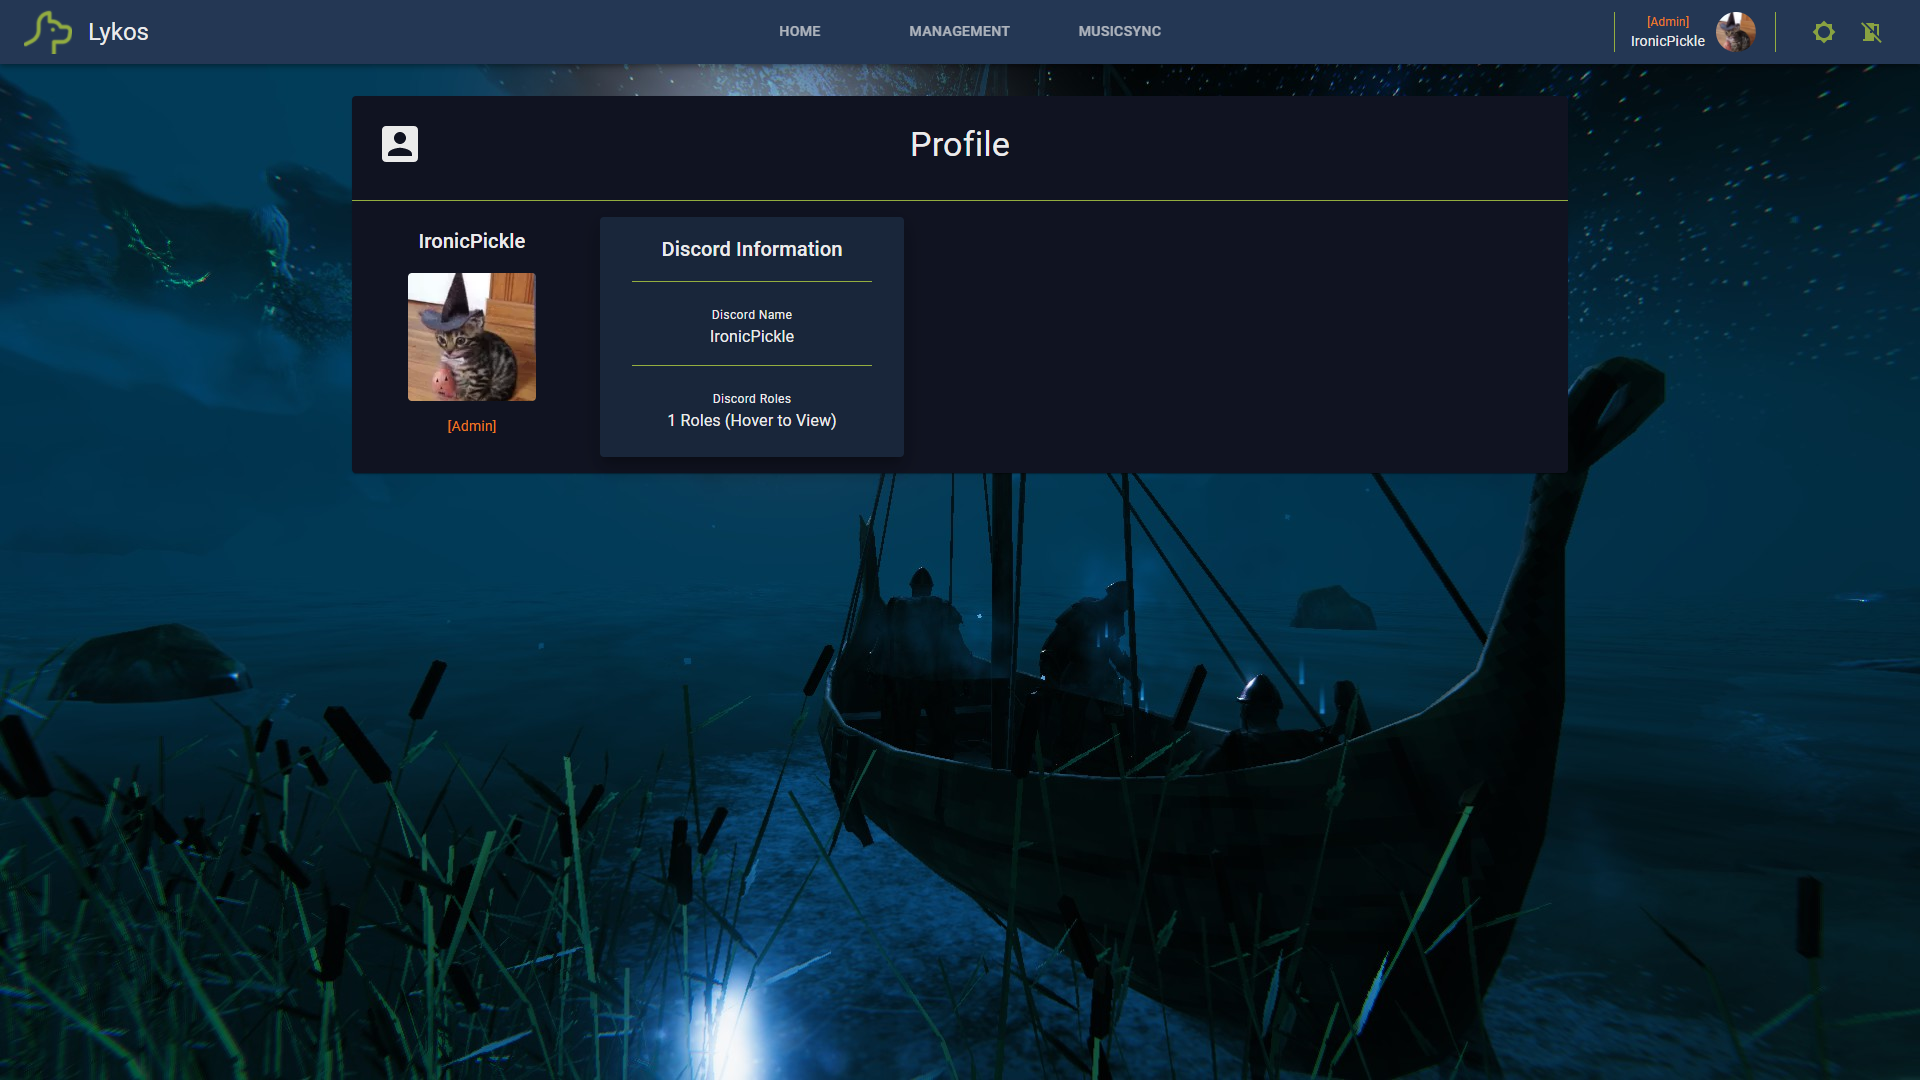 Lykos
HOME
MANAGEMENT
MUSICSYNC
[Admin]
IronicPickle
Profile
IronicPickle
[Admin]
Discord Information
Discord Name
IronicPickle
Discord Roles
1 Roles (Hover to View)